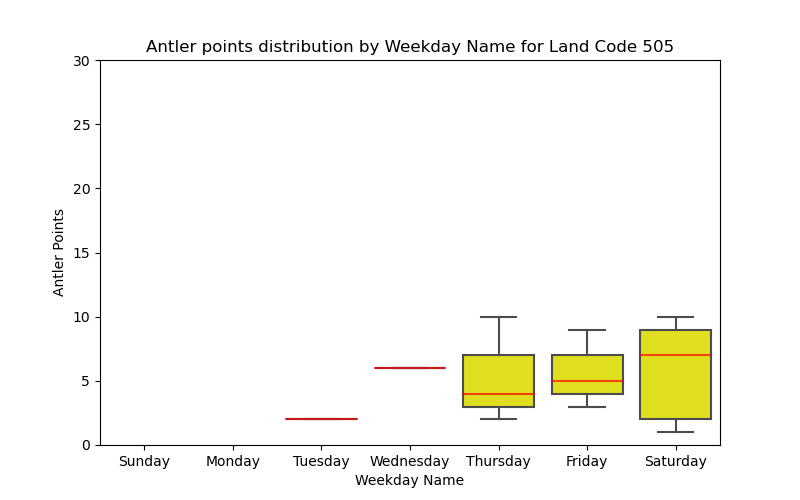 Antler points distribution by Weekday Name for Land Code 505
30
25
20
15
10
5
0
Antler Points
Sunday Monday Tuesday Wednesday Thursday Friday Saturday
Weekday Name